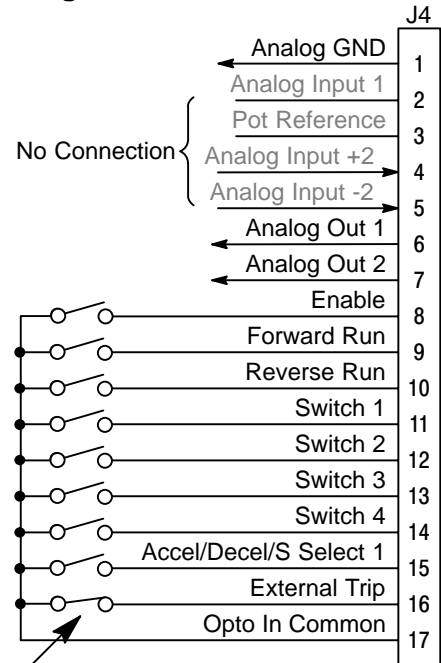 J4
Analog GND 1
Analog Input 1 2
Pot Reference 3
No Connection
Analog Input +2 4
Analog Input -2 5
Analog Out 1 6
Analog Out 2 7
Enable 8
Forward Run 9
Reverse Run 10
Switch 1 11
Switch 2 12
Switch 3 13
Switch 4 14
Accel/Decel/S Select 1 15
External Trip 16
Opto In Common 17